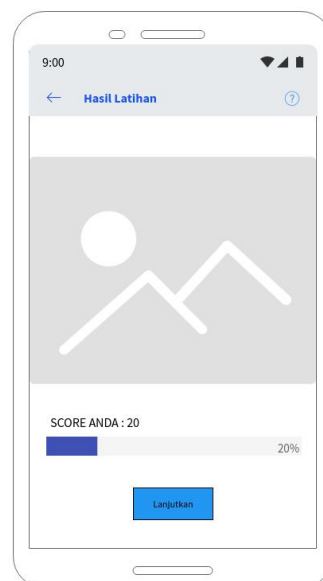 9:00
Hasil Latihan
?
SCORE ANDA : 20
20%
Lanjutkan